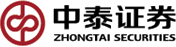 中泰证券
ZHONGTAI SECURITIES